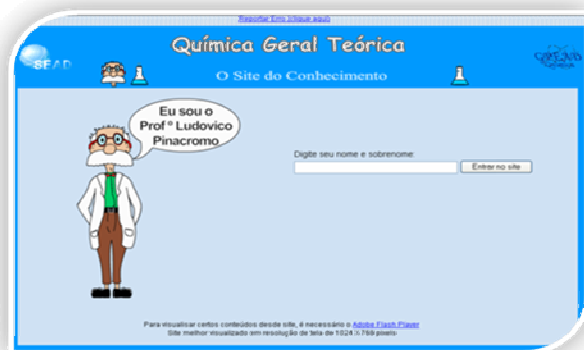 Reportar Erro (clique aqui)
Química Geral Teórica
SEAD
O Site do Conhecimento
Eu sou o
Profº Ludovico
Pinacromo
Digite seu nome e sobrenome:
Entrar no site
Para visualisar certos conteúdos desde site, é necessário o Adobe Flash Player
Site melhor visualizado em resolução de tela de 1024 X 768 pixels